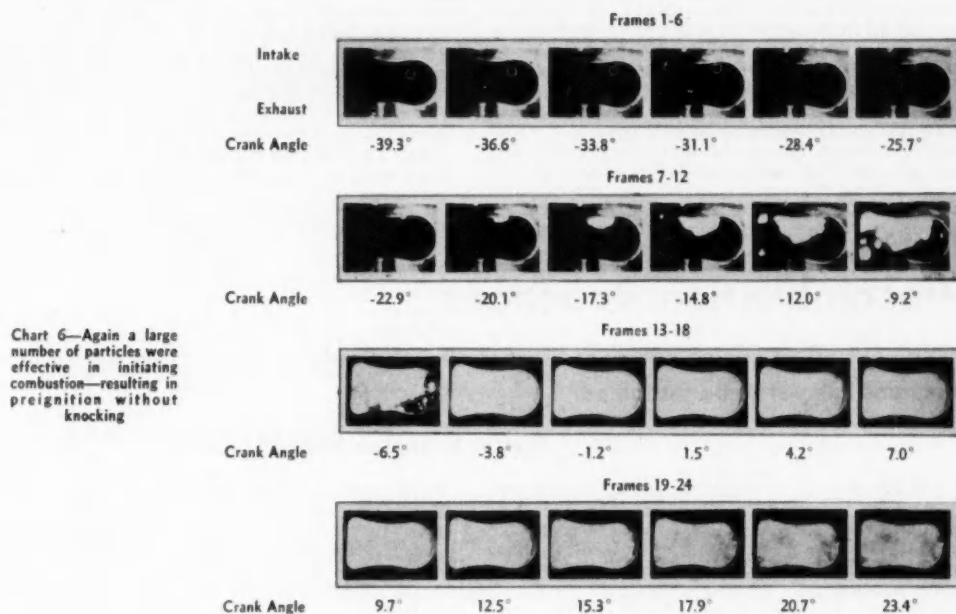 Frames 1-6
Intake
Exhaust
Crank Angle -39.3° -36.6° -33.8° -31.1° -28.4° -25.7°
Frames 7-12
Crank Angle -22.9° -20.1° -17.3° -14.8° -12.0° -9.2°
Chart 6—Again a large
number of particles were
effective in initiating
combustion—resulting in
preignition without
knocking
Frames 13-18
Crank Angle -6.5° -3.8° -1.2° 1.5° 4.2° 7.0°
Frames 19-24
Crank Angle 9.7° 12.5° 15.3° 17.9° 20.7° 23.4°